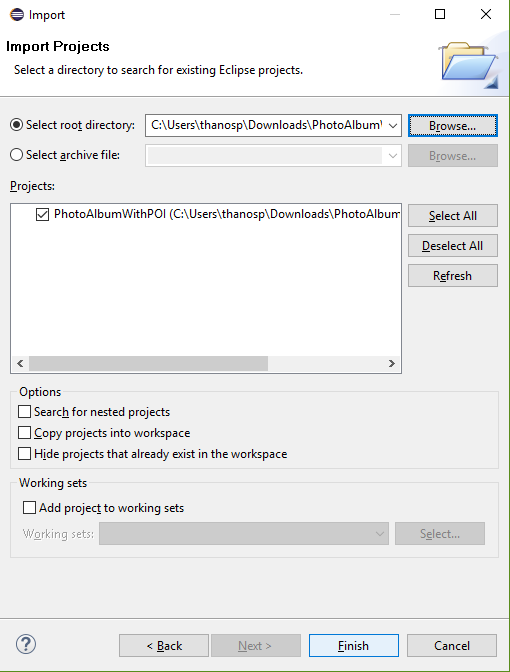 Import
Import Projects
Select a directory to search for existing Eclipse projects.
Select root directory:
C:\Users\thanosp\Downloads\PhotoAlbum\
Browse...
Select archive file:
Browse...
Projects:
PhotoAlbumWithPOI (C:\Users\thanosp\Downloads\PhotoAlbum
Select All
Deselect All
Refresh
Options
Search for nested projects
Copy projects into workspace
Hide projects that already exist in the workspace
Working sets
Add project to working sets
Working sets:
Select...
?
< Back
Next >
Finish
Cancel